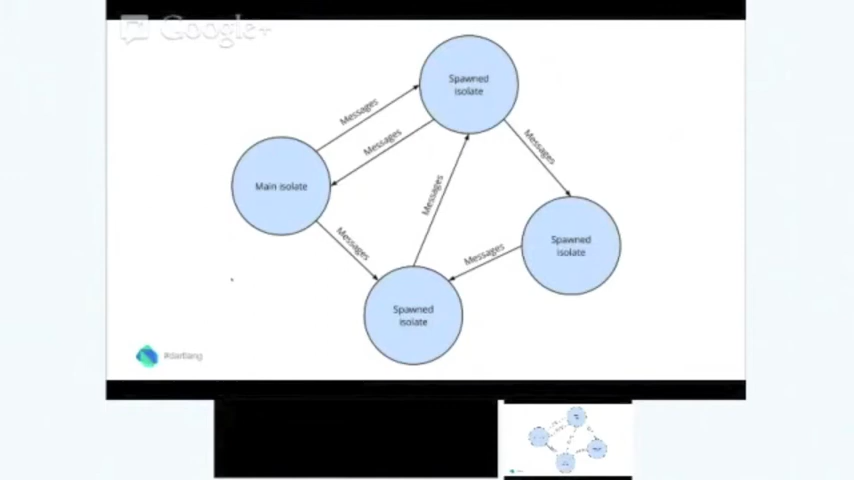 Google+
Spawned
isolate
Messages
Messages
Messages
Main isolate
Messages
Messages
Messages
Spawned
isolate
Spawned
isolate
#dartlang